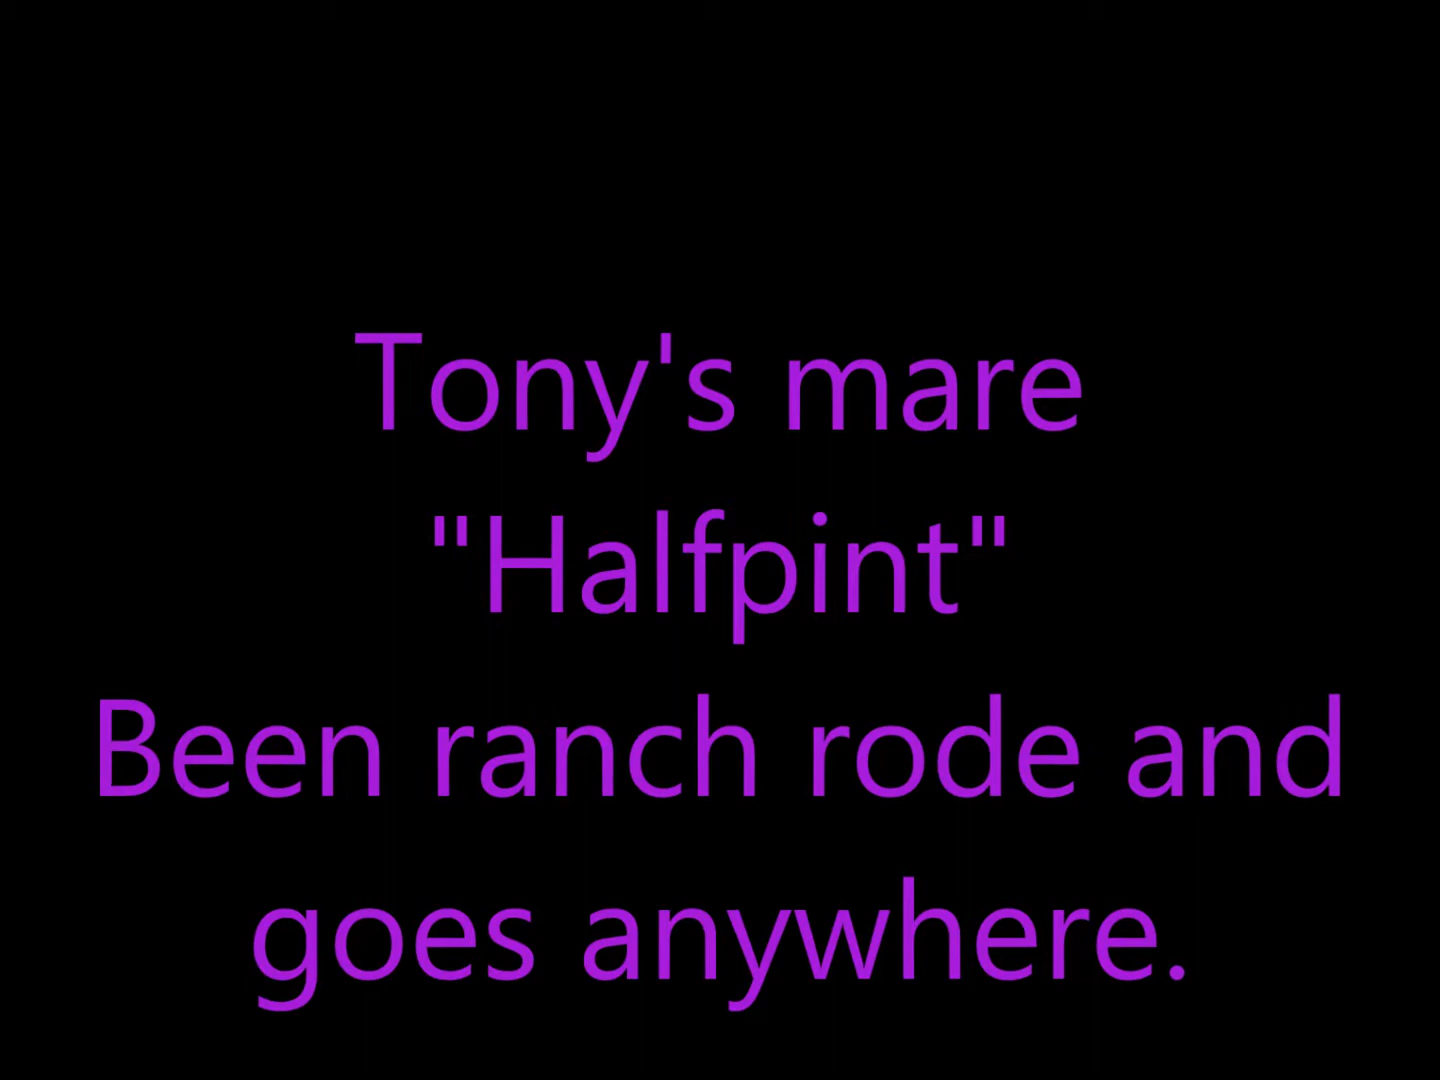 Tony's mare
"Halfpint"
Been ranch rode and
goes anywhere.